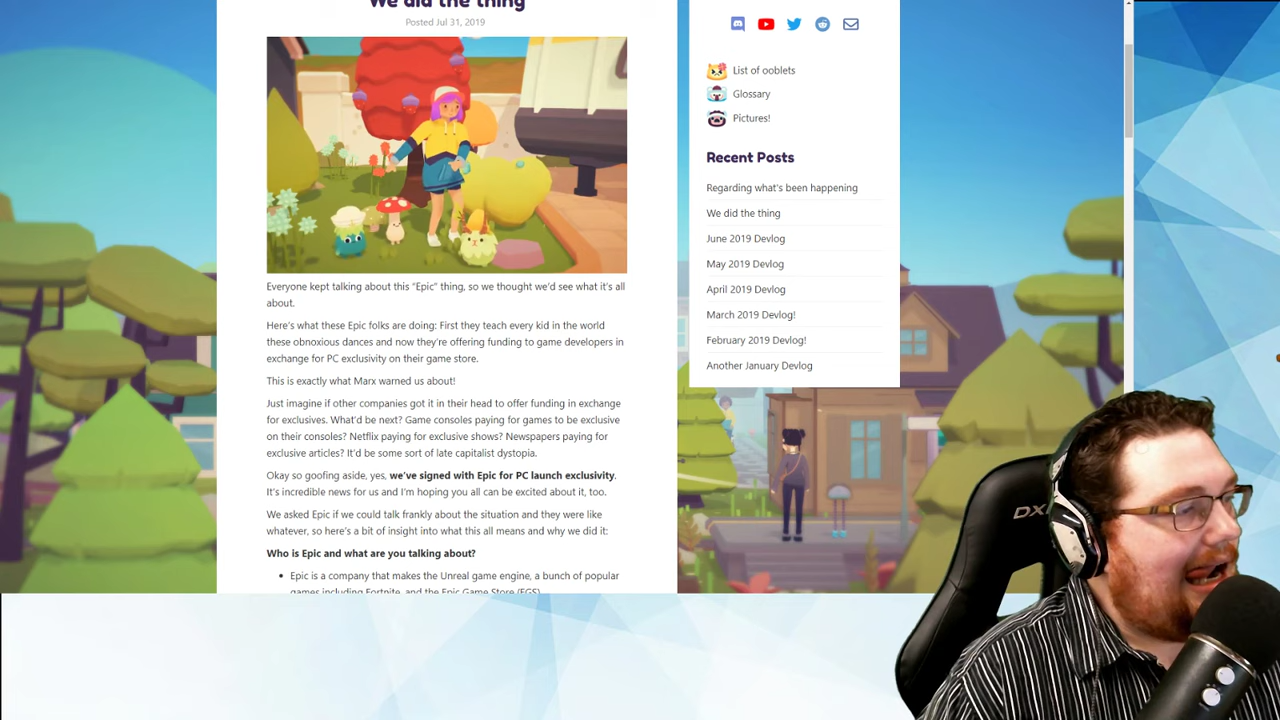 We did the thing
Posted Jul 31, 2019
Everyone kept talking about this “Epic” thing, so we thought we’d see what it’s all
about.
Here’s what these Epic folks are doing: First they teach every kid in the world
these obnoxious dances and now they’re offering funding to game developers in
exchange for PC exclusivity on their game store.
This is exactly what Marx warned us about!
Just imagine if other companies got it in their head to offer funding in exchange
for exclusives. What’d be next? Game consoles paying for games to be exclusive
on their consoles? Netflix paying for exclusive shows? Newspapers paying for
exclusive articles? It’d be some sort of late capitalist dystopia.
Okay so goofing aside, yes, we’ve signed with Epic for PC launch exclusivity.
It’s incredible news for us and I’m hoping you all can be excited about it, too.
We asked Epic if we could talk frankly about the situation and they were like
whatever, so here’s a bit of insight into what this all means and why we did it:
Who is Epic and what are you talking about?
• Epic is a company that makes the Unreal game engine, a bunch of popular
games including Fortnite, and the Epic Game Store (EGS)
List of ooblets
Glossary
Pictures!
Recent Posts
Regarding what's been happening
We did the thing
June 2019 Devlog
May 2019 Devlog
April 2019 Devlog
March 2019 Devlog!
February 2019 Devlog!
Another January Devlog